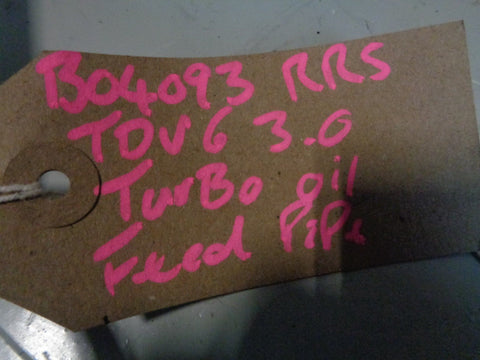 B04093 RRS
TDV6 3.0
TurBo oil
Feed PiPe